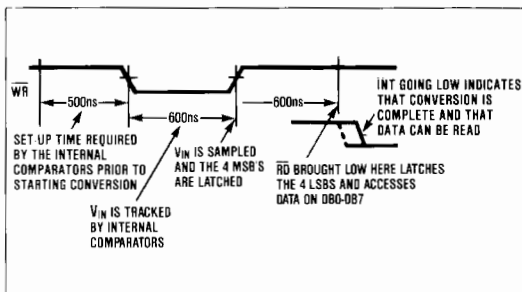 WR
500ns
600ns
600ns
INT GOING LOW INDICATES
THAT CONVERSION IS
COMPLETE AND THAT
DATA CAN BE READ
SET-UP TIME REQUIRED
BY THE INTERNAL
COMPARATORS PRIOR TO
STARTING CONVERSION
VIN IS SAMPLED
AND THE 4 MSB'S
ARE LATCHED
RD BROUGHT LOW HERE LATCHES
THE 4 LSBS AND ACCESSES
DATA ON DB0-DB7
VIN IS TRACKED
BY INTERNAL
COMPARATORS